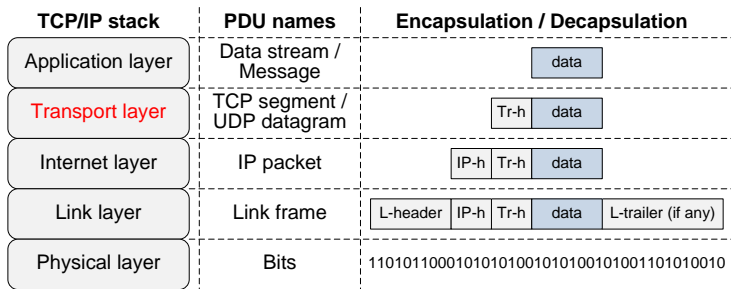 TCP/IP stack PDU names Encapsulation / Decapsulation
Application layer Data stream / Message data
Transport layer TCP segment / UDP datagram Tr-h data
Internet layer IP packet IP-h Tr-h data
Link layer Link frame L-header IP-h Tr-h data L-trailer (if any)
Physical layer Bits 1101011000101010100101010010100110101001​0